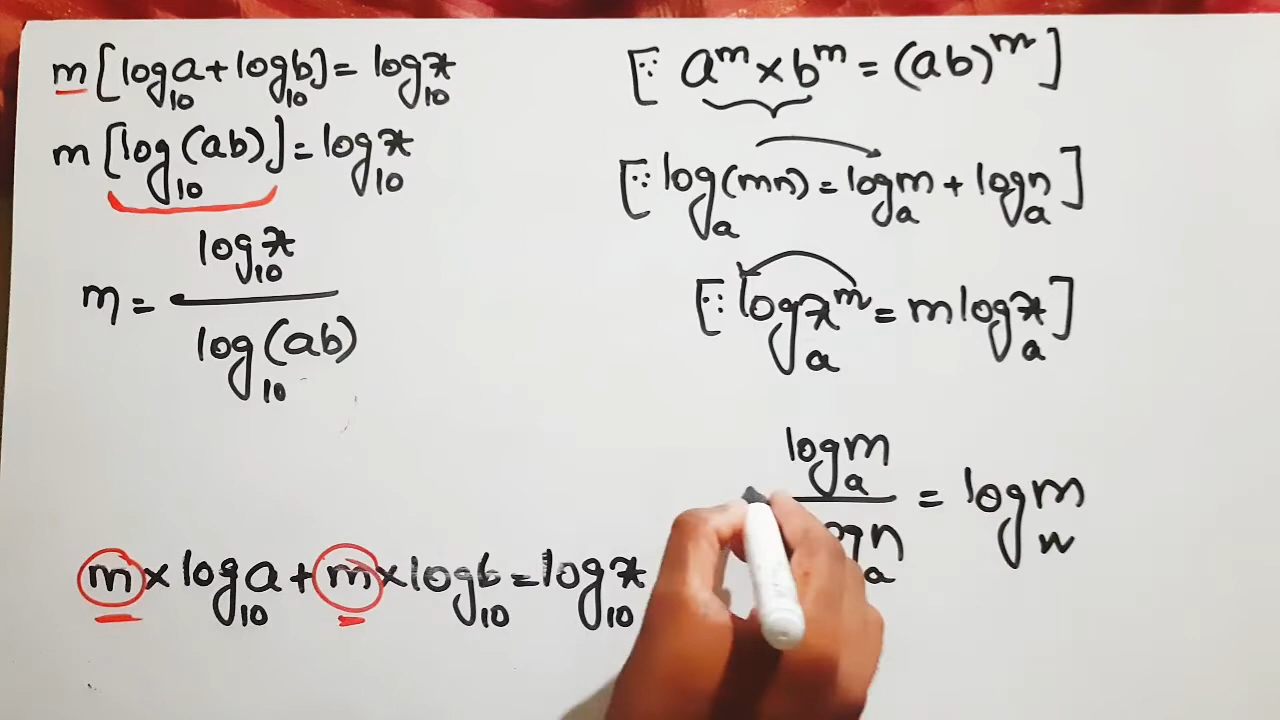 m[log₁₀a + log₁₀b] = log₁₀x
m[log₁₀(ab)] = log₁₀x
m = log₁₀x / log₁₀(ab)
m × log₁₀a + m × log₁₀b = log₁₀x
[∵ aᵐ × bᵐ = (ab)ᵐ]
[∵ logₐ(mn) = logₐm + logₐn]
[∵ logₐxᵐ = m logₐx]
logₐm / logₐn = logₙm